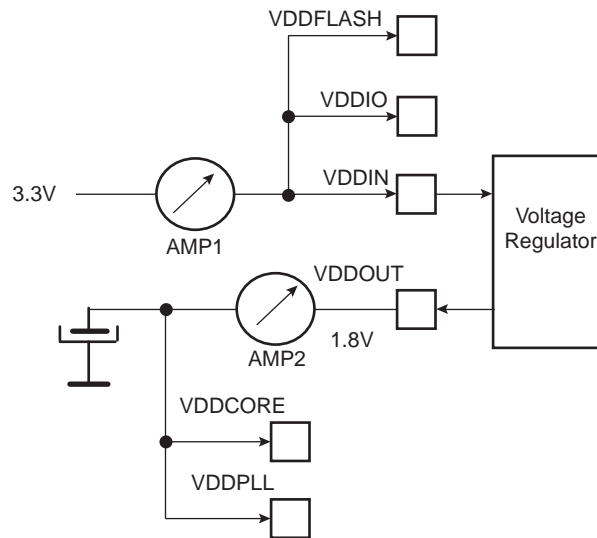 VDDFLASH
VDDIO
VDDIN
3.3V
AMP1
Voltage
Regulator
VDDOUT
1.8V
AMP2
VDDCORE
VDDPLL